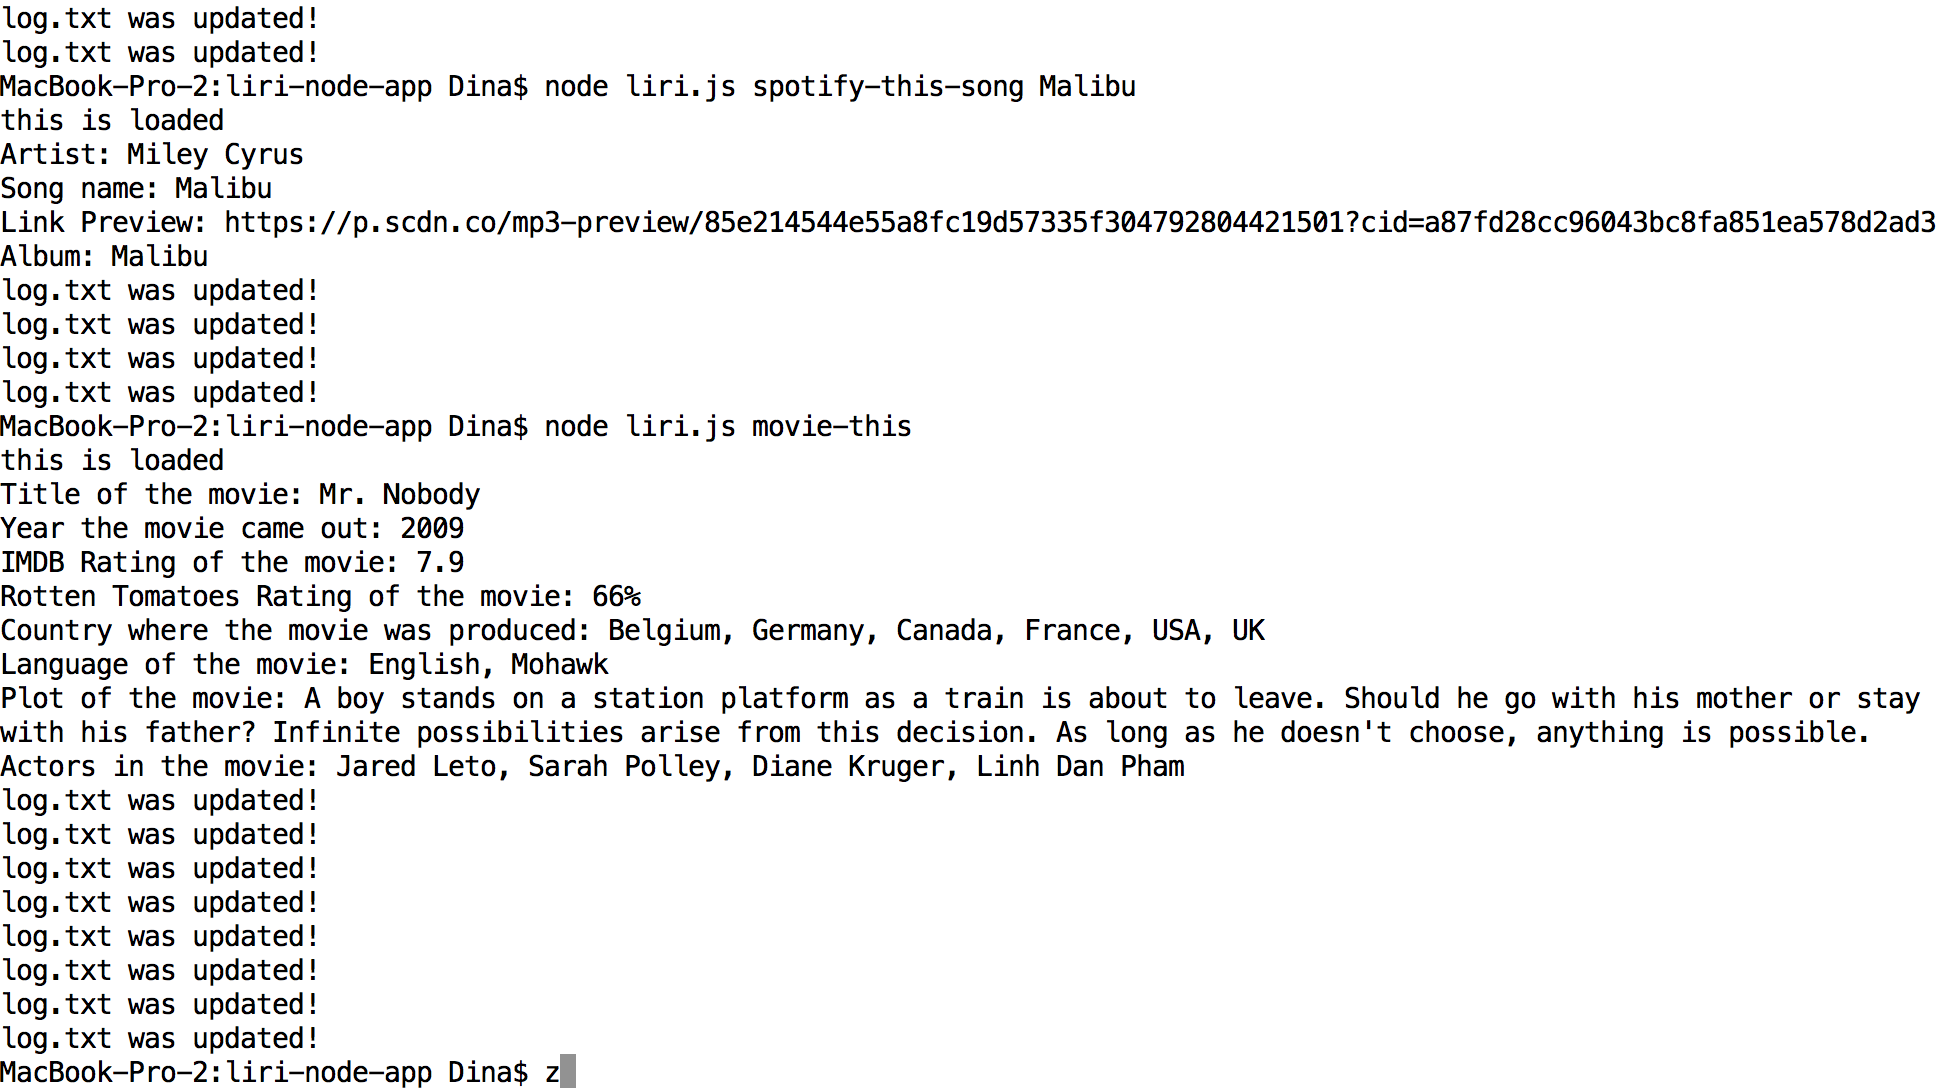 log.txt was updated!
log.txt was updated!
MacBook-Pro-2:liri-node-app Dina$ node liri.js spotify-this-song Malibu
this is loaded
Artist: Miley Cyrus
Song name: Malibu
Link Preview: https://p.scdn.co/mp3-preview/85e214544e55a8fc19d57335f304792804421501?cid=a87fd28cc96043bc8fa851ea578d2ad3
Album: Malibu
log.txt was updated!
log.txt was updated!
log.txt was updated!
log.txt was updated!
MacBook-Pro-2:liri-node-app Dina$ node liri.js movie-this
this is loaded
Title of the movie: Mr. Nobody
Year the movie came out: 2009
IMDB Rating of the movie: 7.9
Rotten Tomatoes Rating of the movie: 66%
Country where the movie was produced: Belgium, Germany, Canada, France, USA, UK
Language of the movie: English, Mohawk
Plot of the movie: A boy stands on a station platform as a train is about to leave. Should he go with his mother or stay
with his father? Infinite possibilities arise from this decision. As long as he doesn't choose, anything is possible.
Actors in the movie: Jared Leto, Sarah Polley, Diane Kruger, Linh Dan Pham
log.txt was updated!
log.txt was updated!
log.txt was updated!
log.txt was updated!
log.txt was updated!
log.txt was updated!
log.txt was updated!
log.txt was updated!
MacBook-Pro-2:liri-node-app Dina$ z